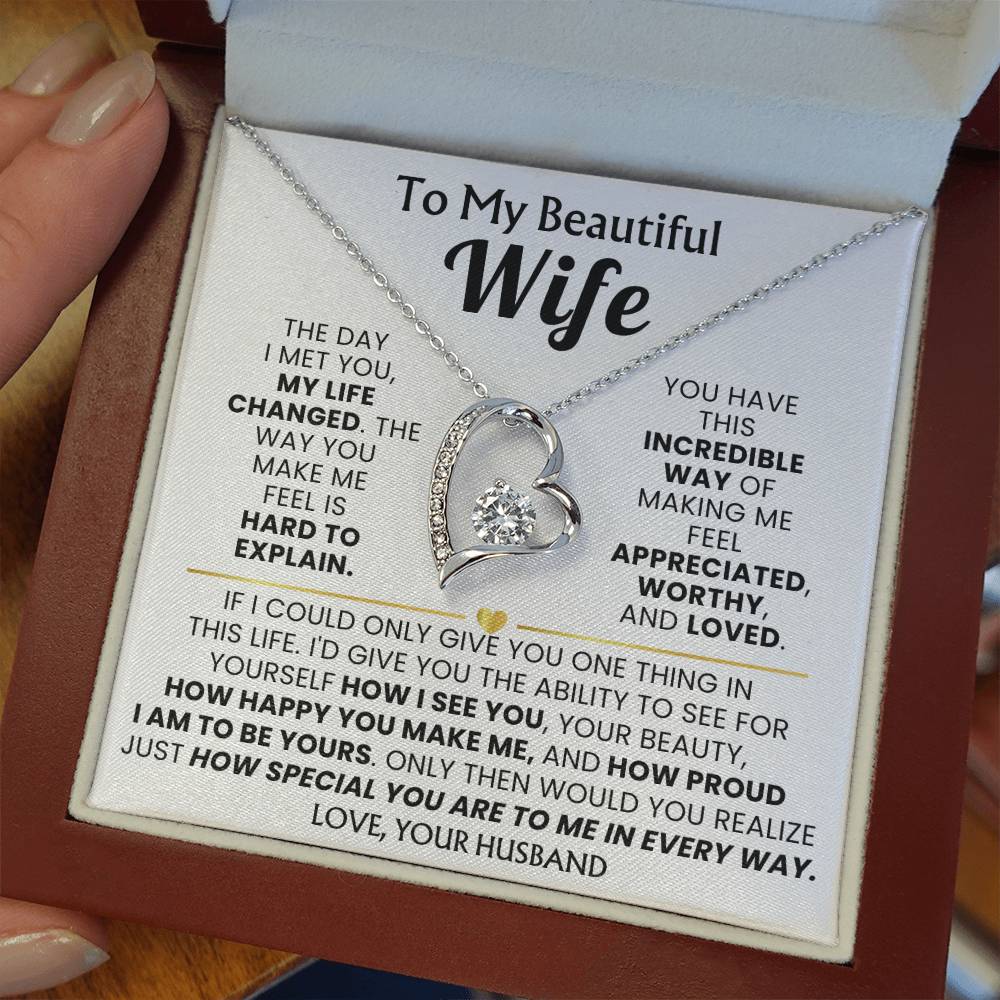 To My Beautiful
Wife
THE DAY
I MET YOU,
MY LIFE
CHANGED. THE
WAY YOU
MAKE ME
FEEL IS
HARD TO
EXPLAIN.
YOU HAVE
THIS
INCREDIBLE
WAY OF
MAKING ME
FEEL
APPRECIATED,
WORTHY,
AND LOVED.
IF I COULD ONLY GIVE YOU ONE THING IN
THIS LIFE. I'D GIVE YOU THE ABILITY TO SEE FOR
YOURSELF HOW I SEE YOU, YOUR BEAUTY,
HOW HAPPY YOU MAKE ME, AND HOW PROUD
I AM TO BE YOURS. ONLY THEN WOULD YOU REALIZE
JUST HOW SPECIAL YOU ARE TO ME IN EVERY WAY.
LOVE, YOUR HUSBAND